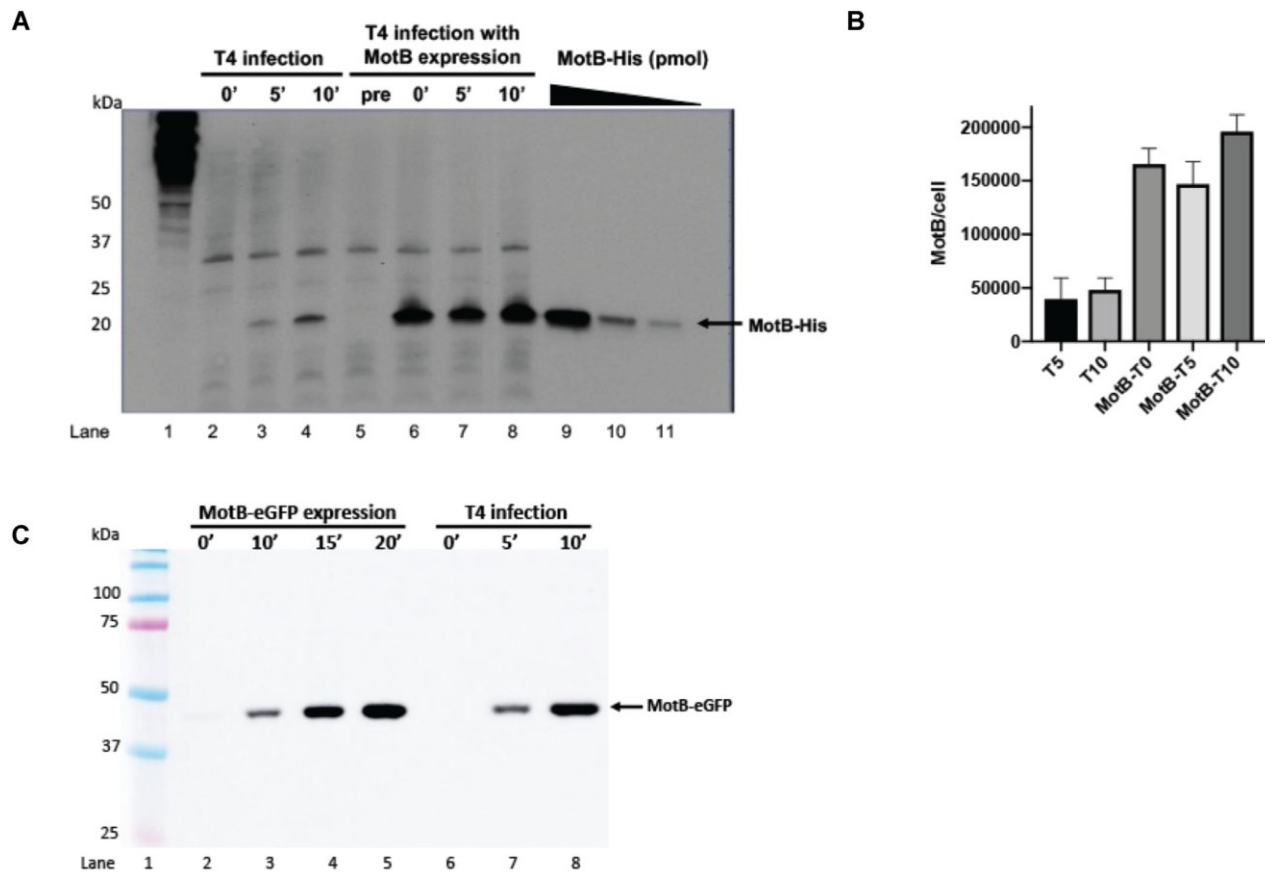 A
T4 infection
T4 infection with
MotB expression
MotB-His (pmol)
kDa
0' 5' 10' pre 0' 5' 10'
50
37
25
20
MotB-His
Lane 1 2 3 4 5 6 7 8 9 10 11
B
MotB/cell
200000
150000
100000
50000
0
T5 T10 MotB-T0 MotB-T5 MotB-T10
C
MotB-eGFP expression T4 infection
kDa
0’ 10’ 15’ 20’ 0’ 5’ 10’
100
75
50
37
25
MotB-eGFP
Lane 1 2 3 4 5 6 7 8